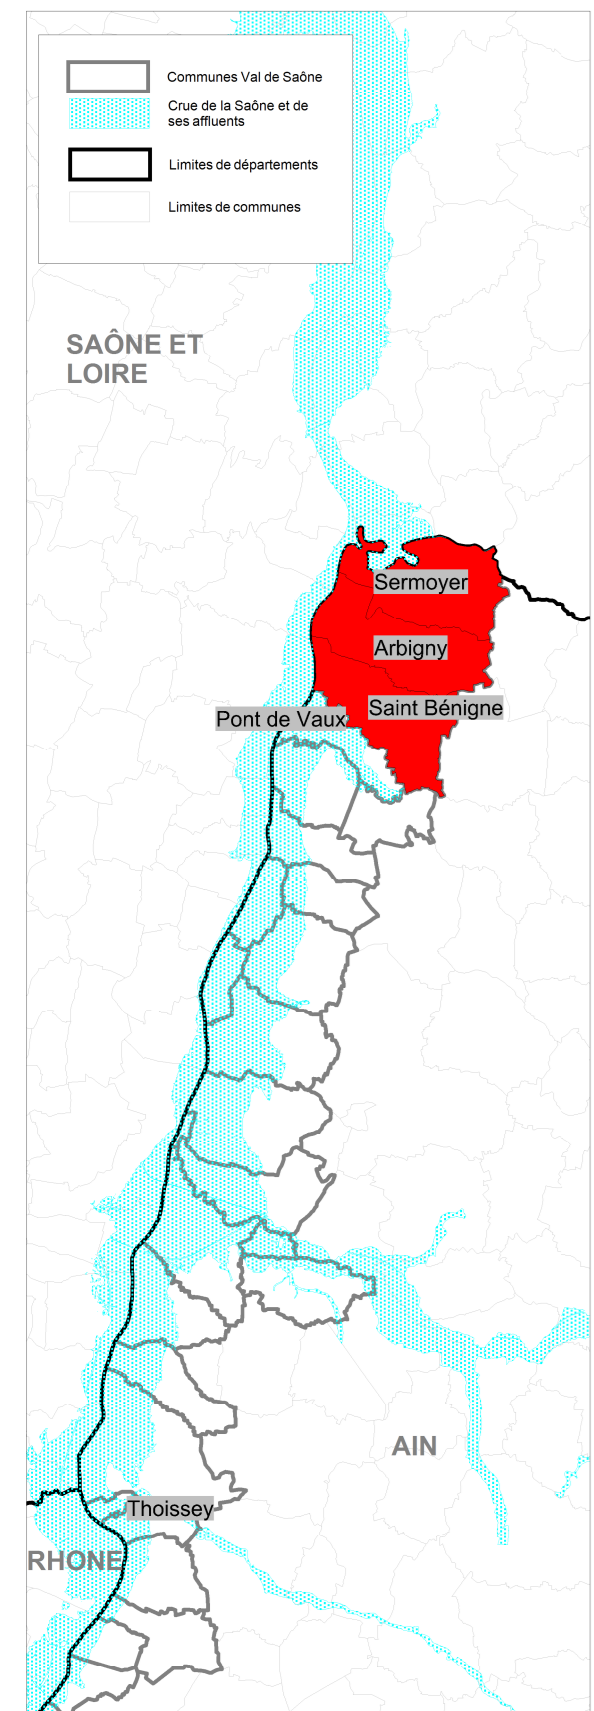 Communes Val de Saône
Crue de la Saône et de
ses affluents
Limites de départements
Limites de communes
SAÔNE ET
LOIRE
Sermoyer
Arbigny
Saint Bénigne
Pont de Vaux
AIN
Thoissey
RHONE